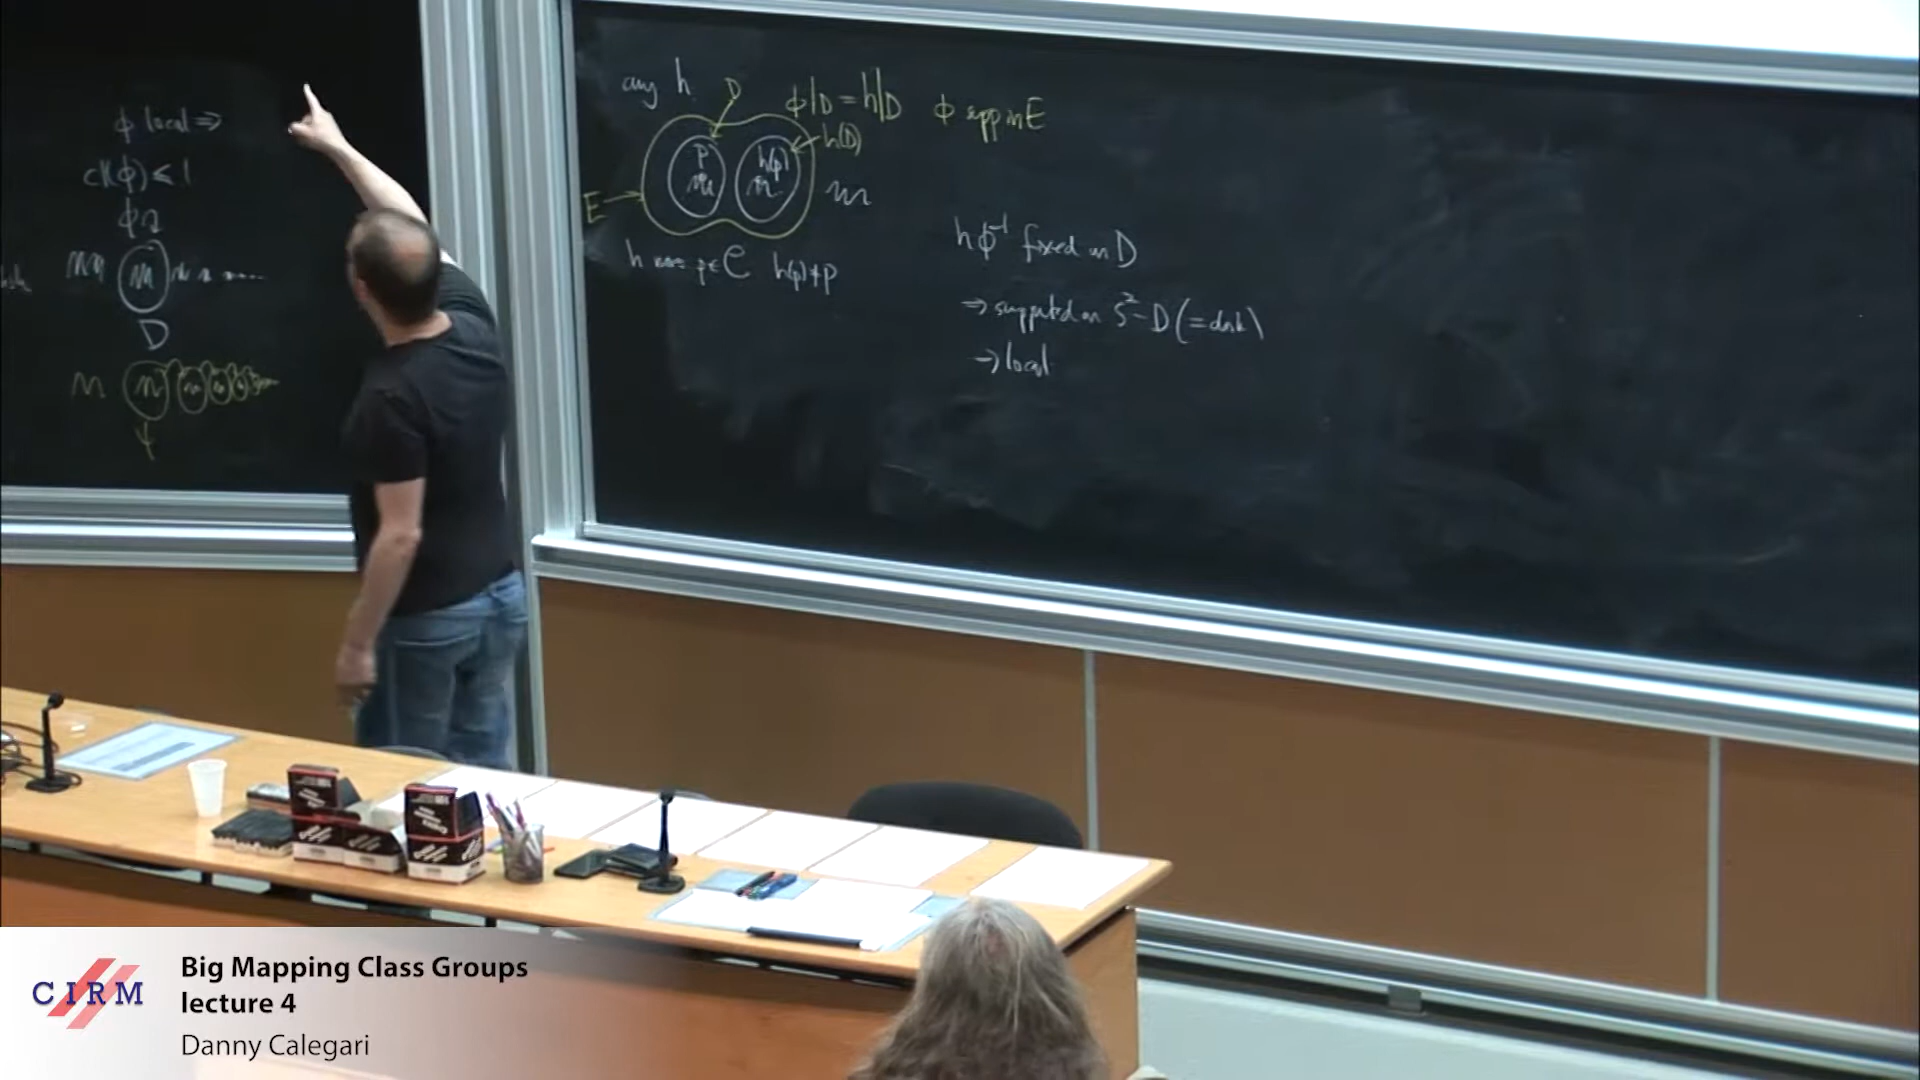 φ local ⇒
cl(φ) ≤ 1
D
ψ
any h
D
φ|D = h|D
φ supp in E
h(D)
p
h(p)
E
h moves p ∈ C h(p) ≠ p
hφ⁻¹ fixed on D
⇒ supported on S² - D (= disk)
⇒ local
CIRM
Big Mapping Class Groups
lecture 4
Danny Calegari